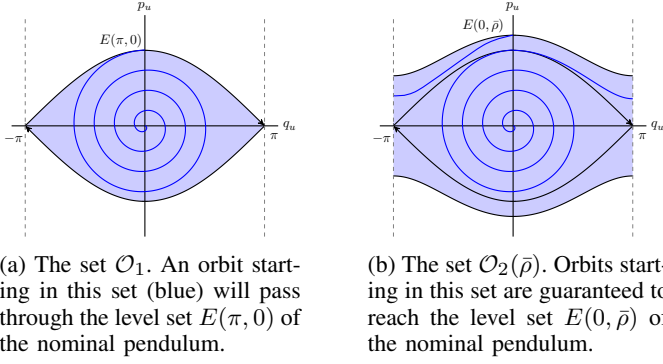 p_u
E(π, 0)
q_u
−π
π
p_u
E(0, ρ̄)
q_u
−π
π
(a) The set 𝒪₁. An orbit start-
ing in this set (blue) will pass
through the level set E(π, 0) of
the nominal pendulum.
(b) The set 𝒪₂(ρ̄). Orbits start-
ing in this set are guaranteed to
reach the level set E(0, ρ̄) of
the nominal pendulum.